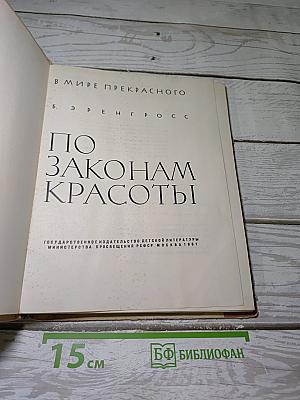 В МИРЕ ПРЕКРАСНОГО
Б. ЭРЕНГРОСС
ПО
ЗАКОНАМ
КРАСОТЫ
ГОСУДАРСТВЕННОЕ ИЗДАТЕЛЬСТВО ДЕТСКОЙ ЛИТЕРАТУРЫ
МИНИСТЕРСТВА ПРОСВЕЩЕНИЯ РСФСР МОСКВА 1961
15 СМ
БФ БИБЛИОФАН